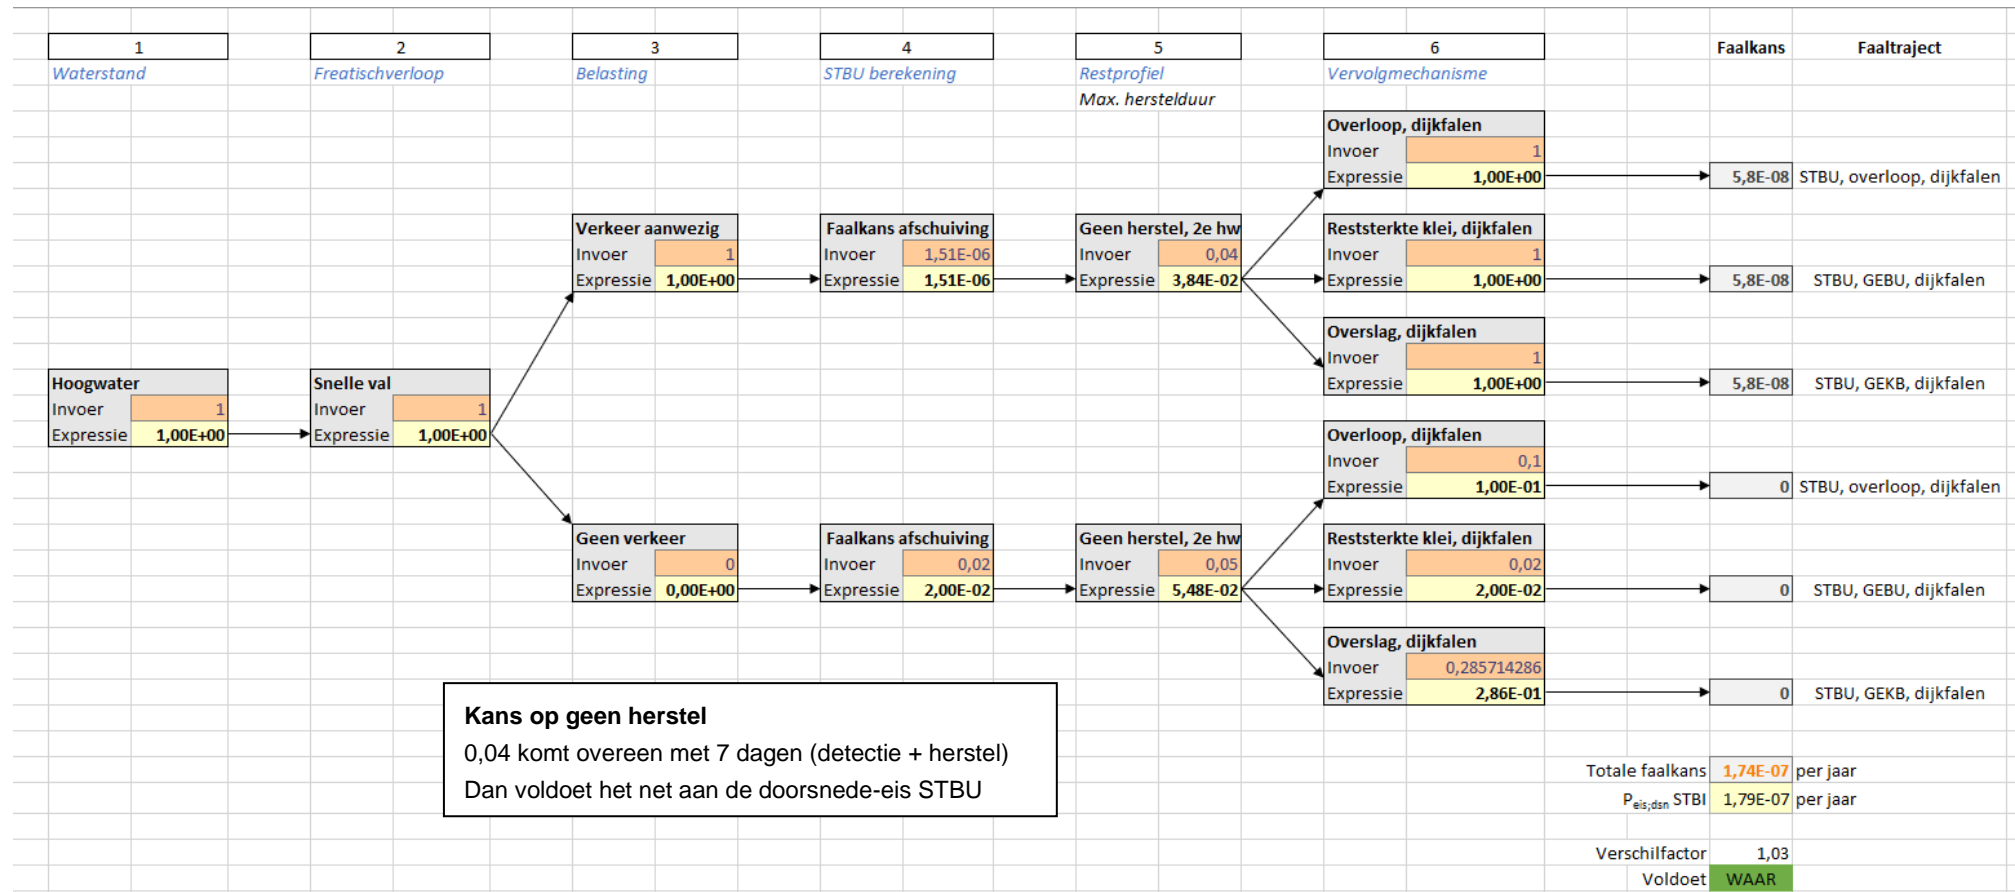 1 2 3 4 5 6 Faalkans Faaltraject
Waterstand Freatischverloop Belasting STBU berekening Restprofiel Vervolgmechanisme
Max. herstelduur
Overloop, dijkfalen
Invoer 1
Expressie 1,00E+00 5,8E-08 STBU, overloop, dijkfalen
Verkeer aanwezig Faalkans afschuiving Geen herstel, 2e hw Reststerkte klei, dijkfalen
Invoer 1 Invoer 1,51E-06 Invoer 0,04 Invoer 1
Expressie 1,00E+00 Expressie 1,51E-06 Expressie 3,84E-02 Expressie 1,00E+00 5,8E-08 STBU, GEBU, dijkfalen
Overslag, dijkfalen
Invoer 1
Hoogwater Snelle val Expressie 1,00E+00 5,8E-08 STBU, GEKB, dijkfalen
Invoer 1 Invoer 1
Expressie 1,00E+00 Expressie 1,00E+00 Overloop, dijkfalen
Invoer 0,1
Expressie 1,00E-01 0 STBU, overloop, dijkfalen
Geen verkeer Faalkans afschuiving Geen herstel, 2e hw Reststerkte klei, dijkfalen
Invoer 0 Invoer 0,02 Invoer 0,05 Invoer 0,02
Expressie 0,00E+00 Expressie 2,00E-02 Expressie 5,48E-02 Expressie 2,00E-02 0 STBU, GEBU, dijkfalen
Overslag, dijkfalen
Invoer 0,285714286
Expressie 2,86E-01 0 STBU, GEKB, dijkfalen
Kans op geen herstel
0,04 komt overeen met 7 dagen (detectie + herstel)
Dan voldoet het net aan de doorsnede-eis STBU
Totale faalkans 1,74E-07 per jaar
Peis;dsn STBI 1,79E-07 per jaar
Verschilfactor 1,03
Voldoet WAAR